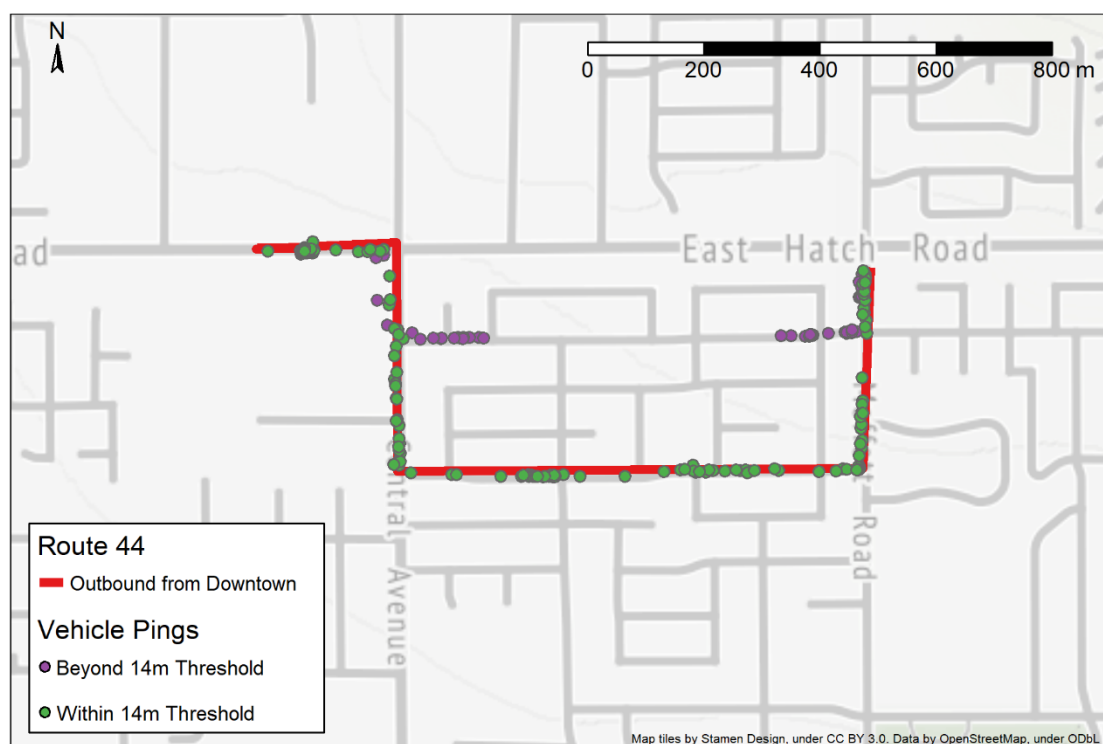 N
0 200 400 600 800 m
ad
East Hatch Road
Central Avenue
Road
Route 44
Outbound from Downtown
Vehicle Pings
Beyond 14m Threshold
Within 14m Threshold
Map tiles by Stamen Design, under CC BY 3.0. Data by OpenStreetMap, under ODbL